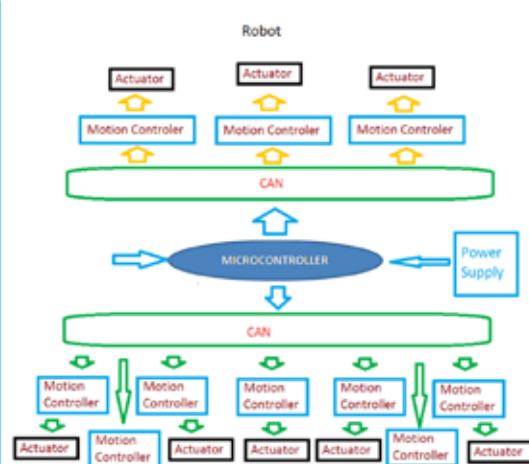 Robot
Actuator
Actuator
Actuator
Motion Controler
Motion Controler
Motion Controler
CAN
MICROCONTROLLER
Power
Supply
CAN
Motion
Controller
Motion
Controller
Motion
Controller
Motion
Controller
Motion
Controller
Actuator
Motion
Controller
Actuator
Actuator
Actuator
Motion
Controller
Actuator